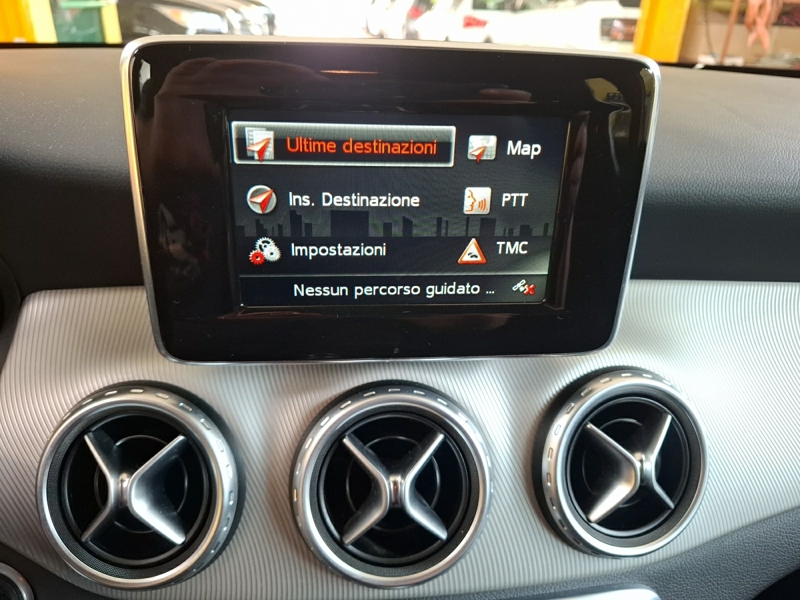 Ultime destinazioni
Map
Ins. Destinazione
PTT
Impostazioni
TMC
Nessun percorso guidato ...